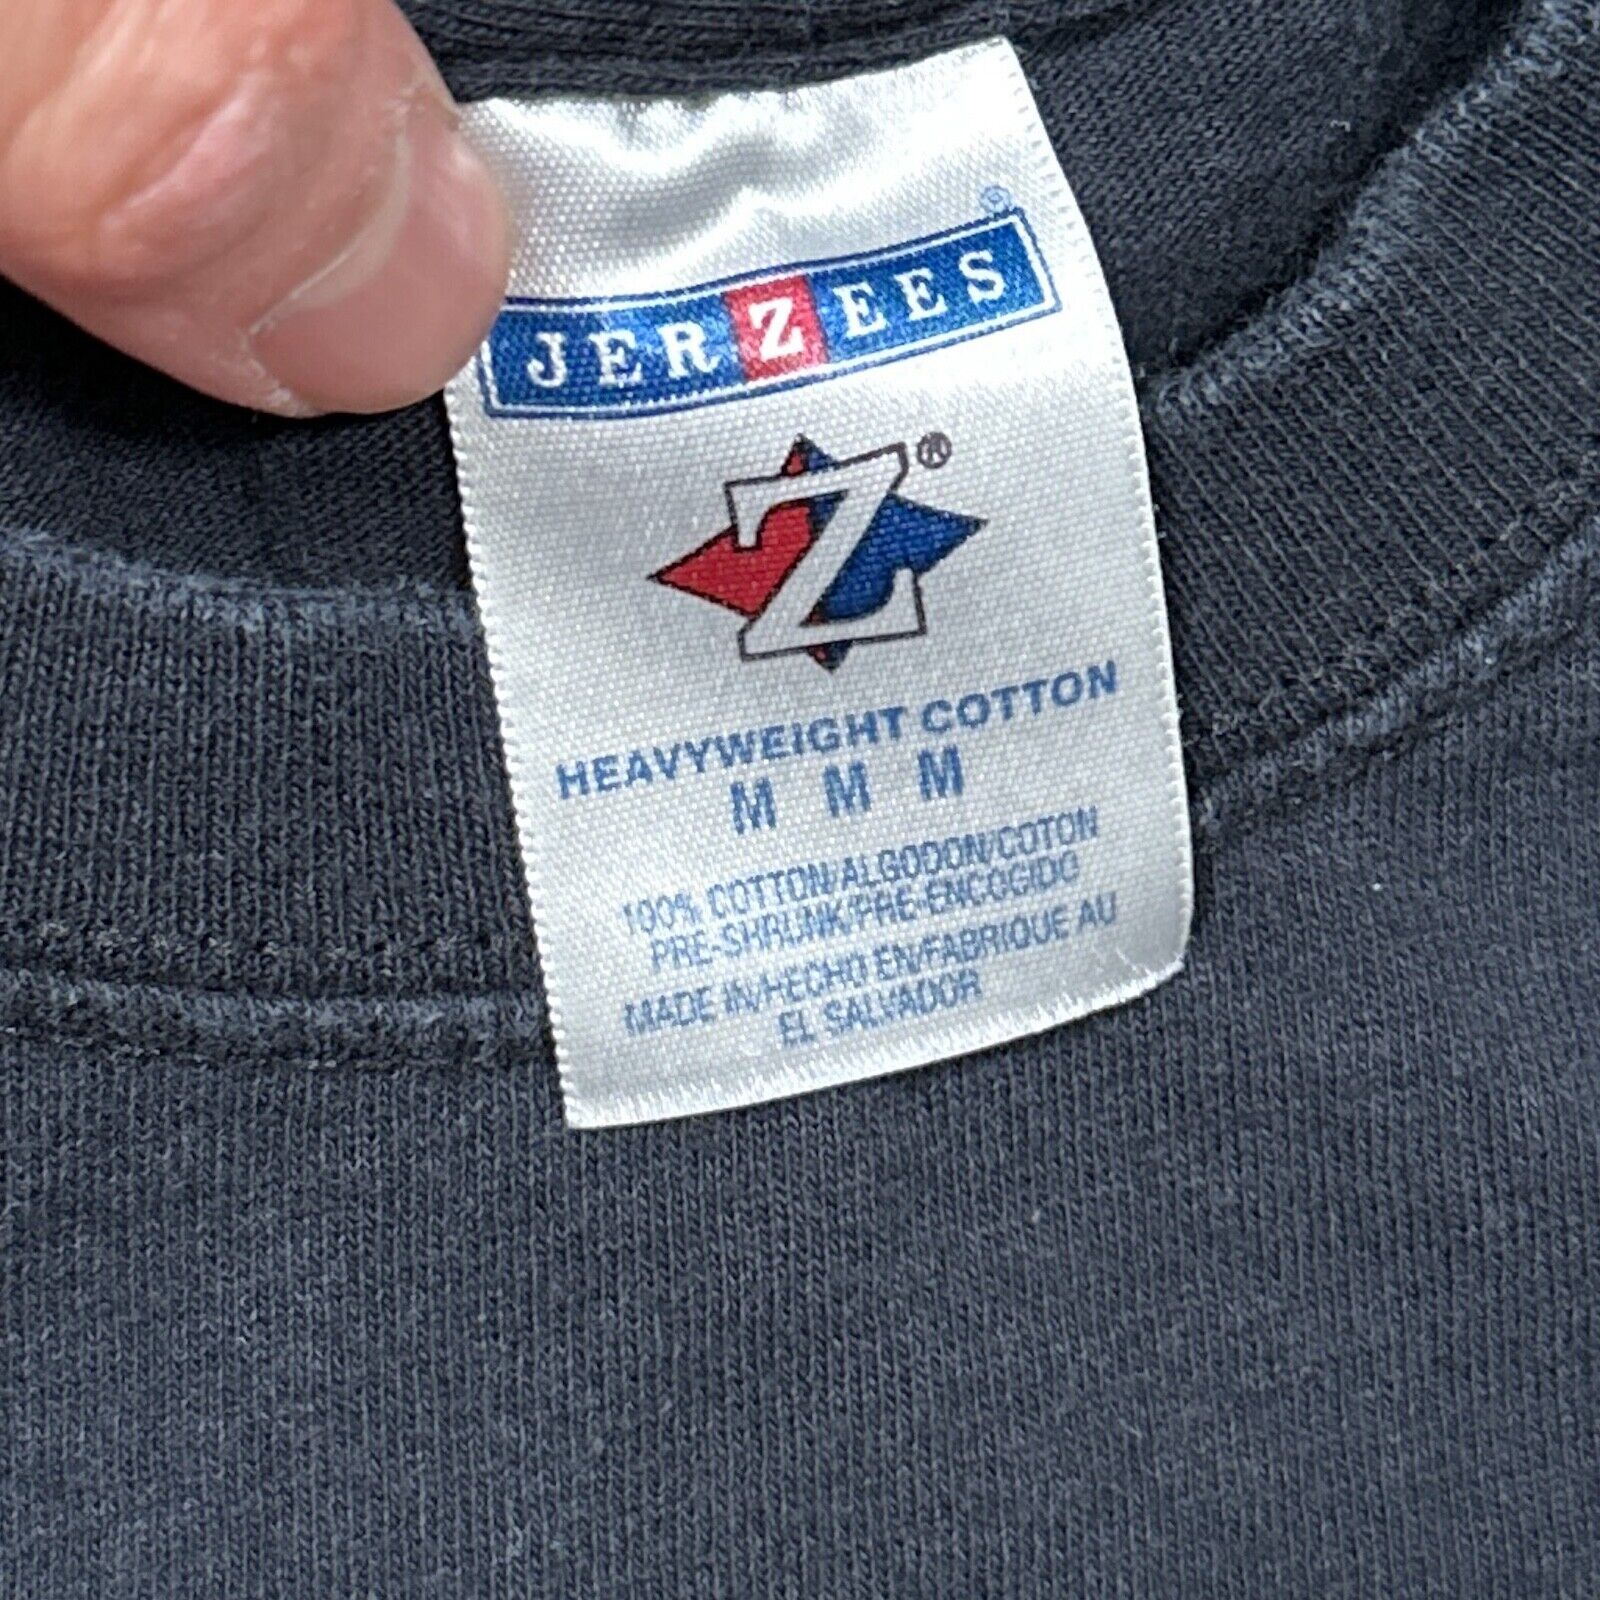 JERZEES®
Z®
HEAVYWEIGHT COTTON
M M M
100% COTTON/ALGODON/COTON
PRE-SHRUNK/PRE-ENCOGIDO
MADE IN/HECHO EN/FABRIQUE AU
EL SALVADOR